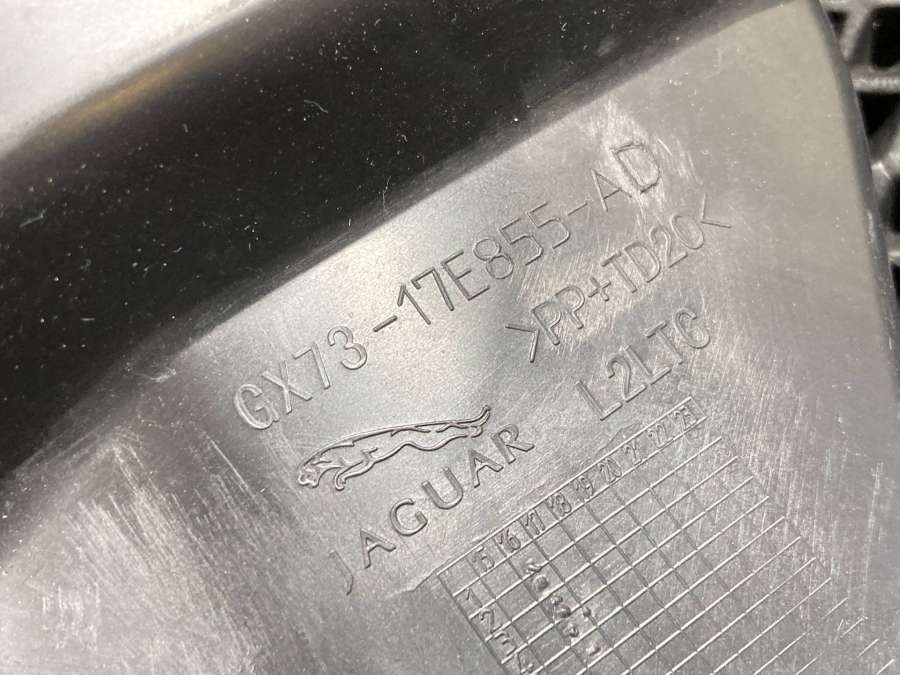 GX73-17E855-AD
>PP+TD20<
L2LTC
JAGUAR
15 16 17 18 19 20 21 22 23
1
2
3
4